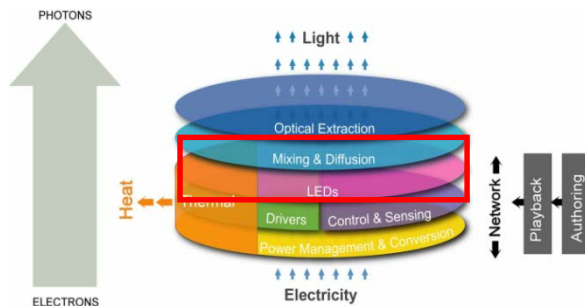 PHOTONS
Light
Optical Extraction
Mixing & Diffusion
LEDs
Thermal
Heat
Drivers
Control & Sensing
Power Management & Conversion
Network
Playback
Authoring
Electricity
ELECTRONS